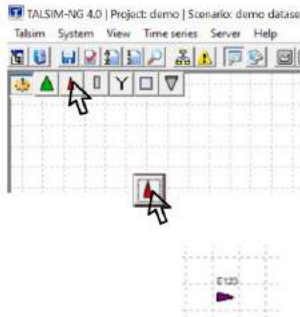 TALSIM-NG 4.0 | Project: demo | Scenario: demo datase
Talsim System View Time series Server Help
E123